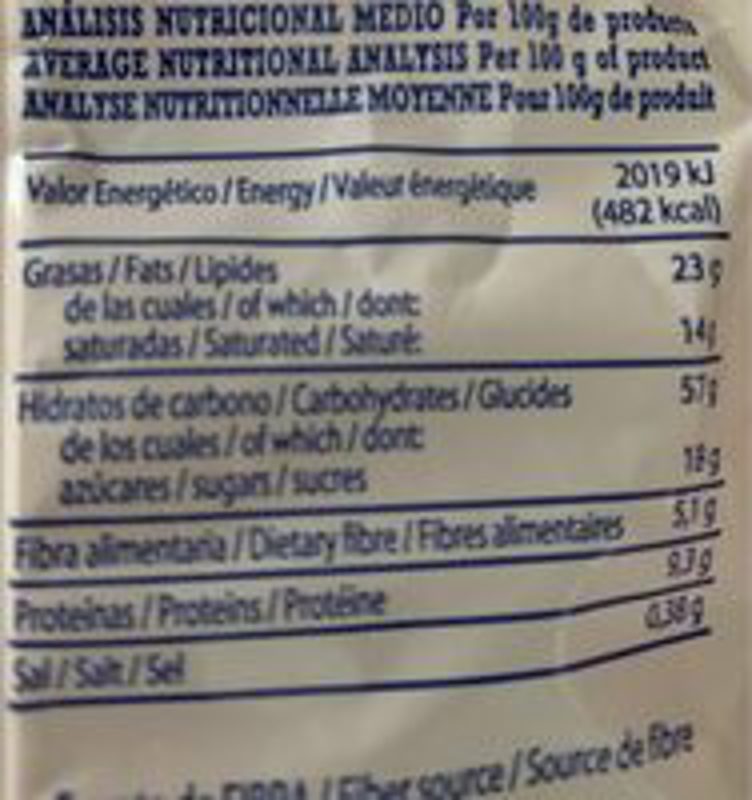 ANÁLISIS NUTRICIONAL MEDIO Por 100g de
AVERAGE NUTRITIONAL ANALYSIS Per 100 g of product
ANALYSE NUTRITIONNELLE MOYENNE Pour 100g de produit
Valor Energético / Energy / Valeur énergétique 2019 kJ
(482 kcal)
Grasas / Fats / Lipides 23 g
de las cuales / of which / dont:
saturadas / Saturated / Saturé: 14g
Hidratos de carbono / Carbohydrates / Glucides 57g
de los cuales / of which / dont:
azúcares / sugars / sucres 18 g
Fibra alimentaria / Dietary fibre / Fibres alimentaires 5,1 g
Proteínas / Proteins / Protéine 9,3 g
Sal / Salt / Sel 0,38 g
de FIBRA / Fiber source / Source de fibre